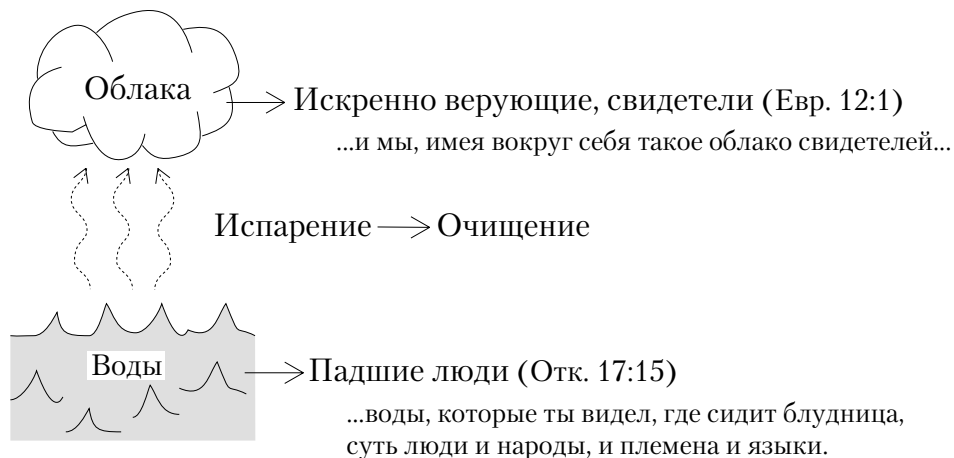 Облака
Искренно верующие, свидетели (Евр. 12:1)
...и мы, имея вокруг себя такое облако свидетелей...
Испарение Очищение
Воды
Падшие люди (Отк. 17:15)
...воды, которые ты видел, где сидит блудница,
суть люди и народы, и племена и языки.